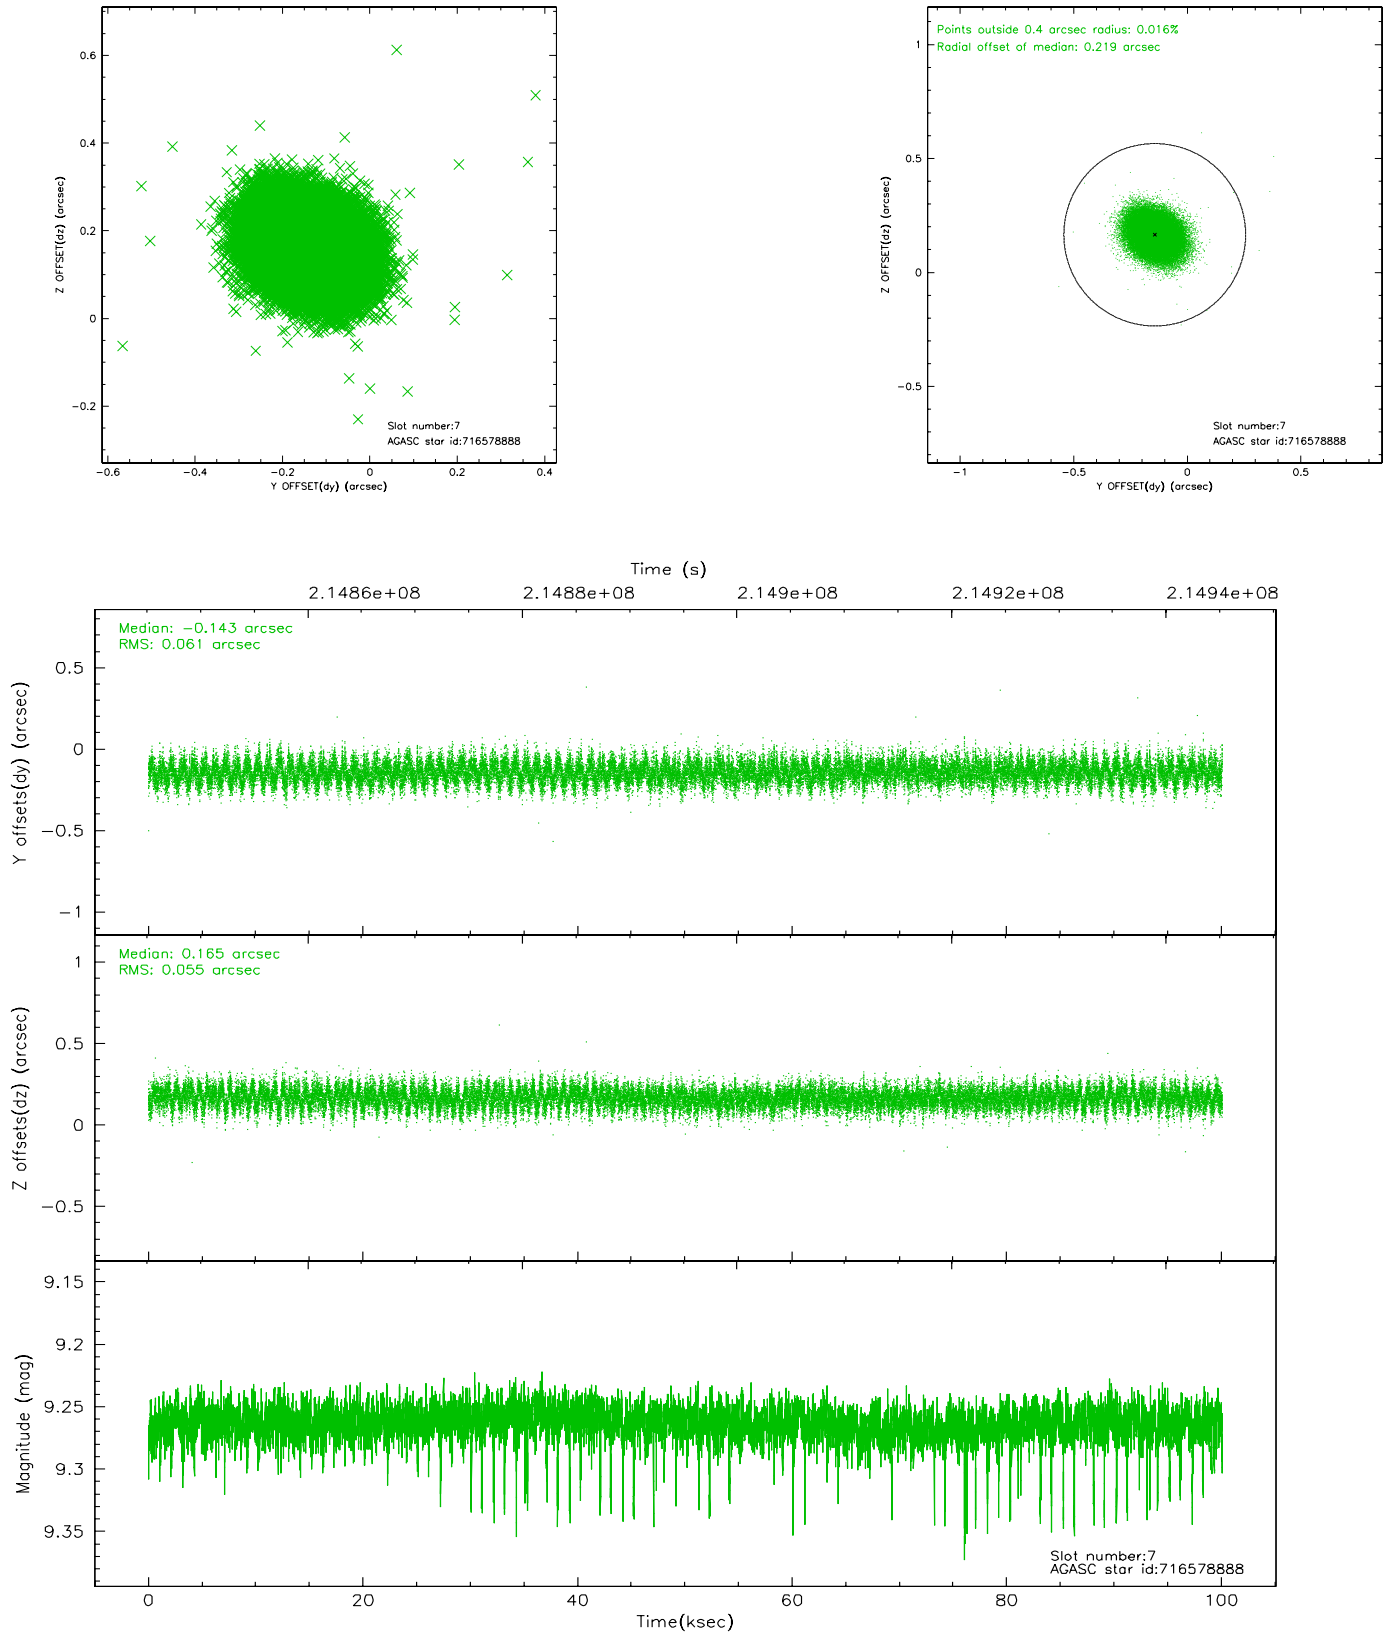 0.6
0.4
0.2
0
-0.2
Z OFFSET(dz) (arcsec)
Slot number:7
AGASC star id:716578888
-0.6
-0.4
-0.2
0
0.2
0.4
Y OFFSET(dy) (arcsec)
Points outside 0.4 arcsec radius: 0.016%
Radial offset of median: 0.219 arcsec
1
0.5
0
-0.5
Z OFFSET(dz) (arcsec)
Slot number:7
AGASC star id:716578888
-1
-0.5
0
0.5
Y OFFSET(dy) (arcsec)
Time (s)
2.1486e+08
2.1488e+08
2.149e+08
2.1492e+08
2.1494e+08
Median: -0.143 arcsec
RMS: 0.061 arcsec
0.5
0
-0.5
-1
Y offsets(dy) (arcsec)
Median: 0.165 arcsec
RMS: 0.055 arcsec
1
0.5
0
-0.5
Z offsets(dz) (arcsec)
9.15
9.2
9.25
9.3
9.35
Magnitude (mag)
Slot number:7
AGASC star id:716578888
0
20
40
60
80
100
Time(ksec)